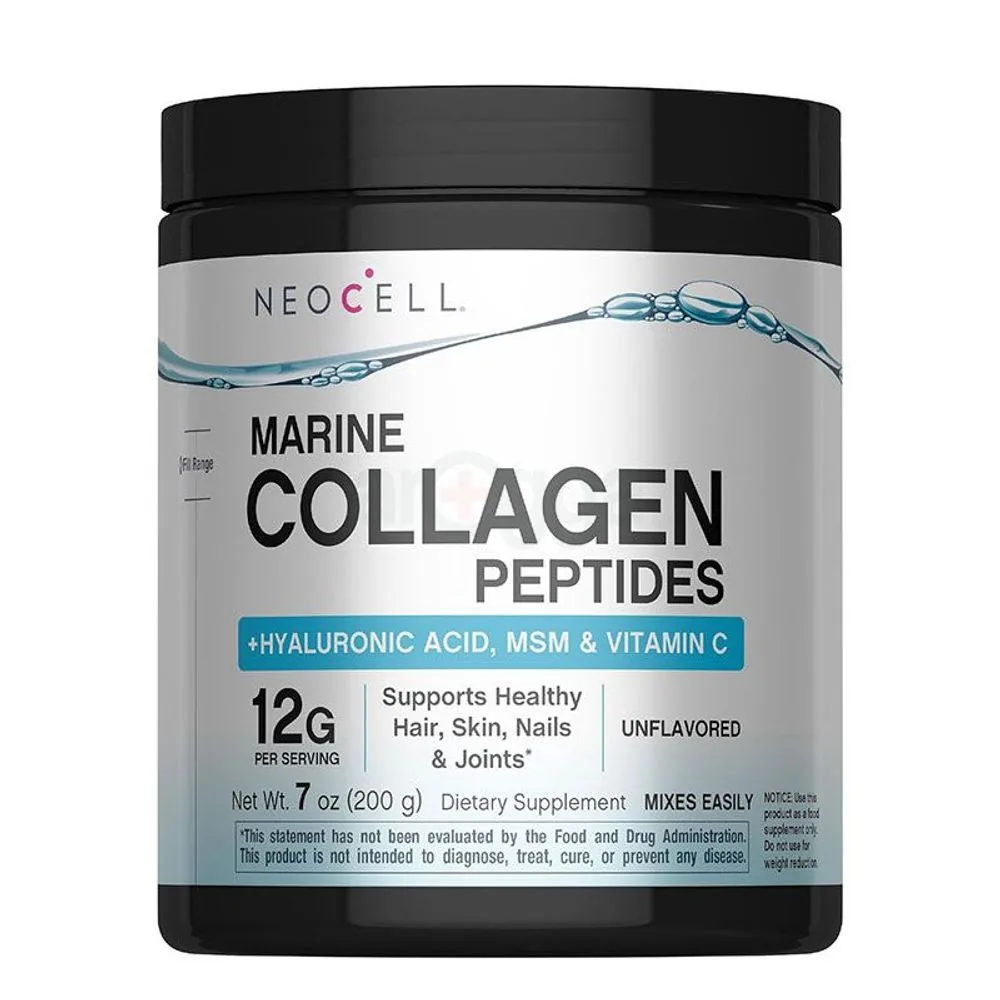 NEOCELL®
Fill Range
MARINE
COLLAGEN
PEPTIDES
+HYALURONIC ACID, MSM & VITAMIN C
12G
PER SERVING
Supports Healthy
Hair, Skin, Nails
& Joints*
UNFLAVORED
Net Wt. 7 oz (200 g) Dietary Supplement MIXES EASILY
*This statement has not been evaluated by the Food and Drug Administration.
This product is not intended to diagnose, treat, cure, or prevent any disease.
NOTICE: Use this
product as a food
supplement only.
Do not use for
weight reduction.